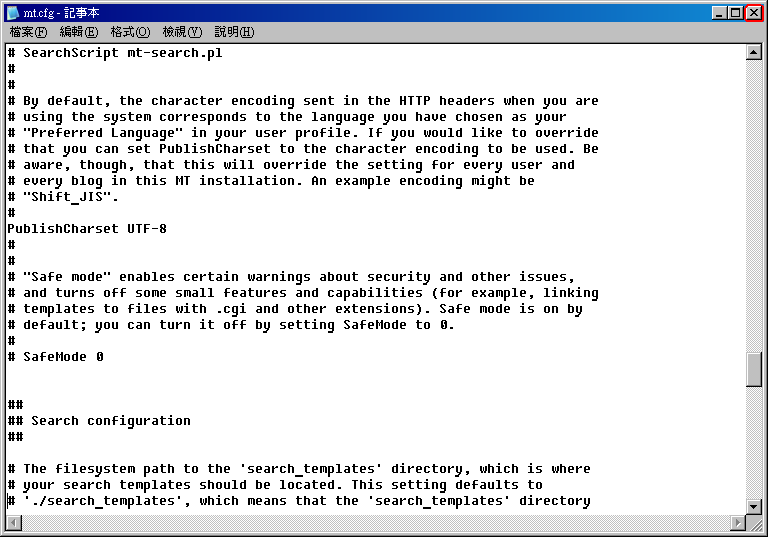 mt.cfg - 記事本
檔案(F) 編輯(E) 格式(O) 檢視(V) 說明(H)
# SearchScript mt-search.pl
#
#
# By default, the character encoding sent in the HTTP headers when you are
# using the system corresponds to the language you have chosen as your
# "Preferred Language" in your user profile. If you would like to override
# that you can set PublishCharset to the character encoding to be used. Be
# aware, though, that this will override the setting for every user and
# every blog in this MT installation. An example encoding might be
# "Shift_JIS".
#
PublishCharset UTF-8
#
#
# "Safe mode" enables certain warnings about security and other issues,
# and turns off some small features and capabilities (for example, linking
# templates to files with .cgi and other extensions). Safe mode is on by
# default; you can turn it off by setting SafeMode to 0.
#
# SafeMode 0
##
## Search configuration
##
# The filesystem path to the 'search_templates' directory, which is where
# your search templates should be located. This setting defaults to
# './search_templates', which means that the 'search_templates' directory